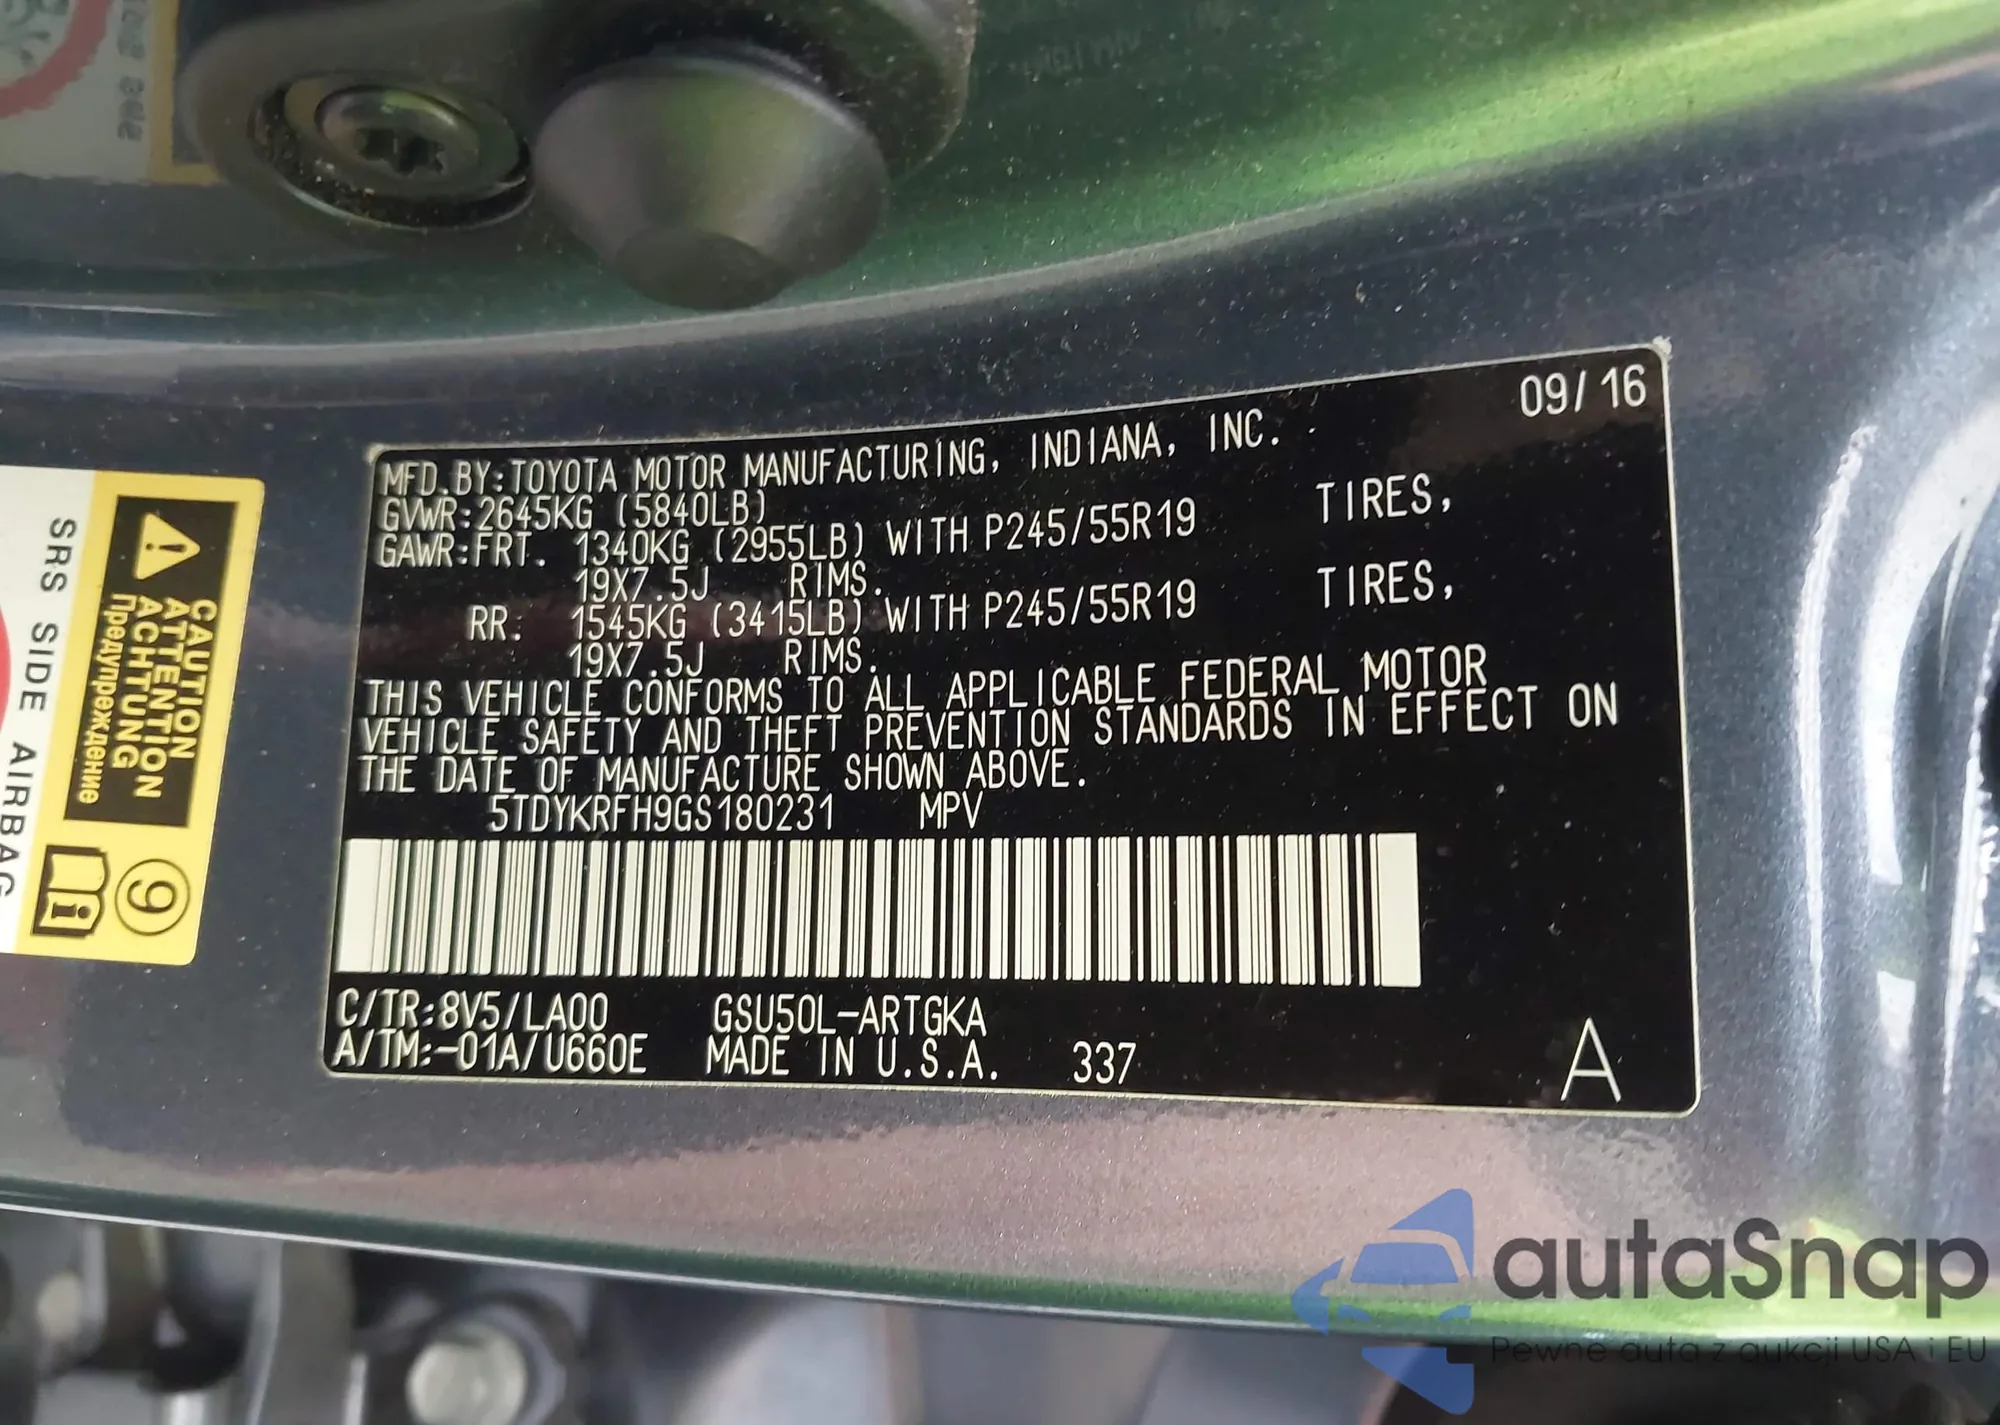 09/16
MFD.BY:TOYOTA MOTOR MANUFACTURING, INDIANA, INC.
GVWR:2645KG (5840LB)
GAWR:FRT. 1340KG (2955LB) WITH P245/55R19 TIRES,
19X7.5J RIMS.
RR: 1545KG (3415LB) WITH P245/55R19 TIRES,
19X7.5J RIMS.
THIS VEHICLE CONFORMS TO ALL APPLICABLE FEDERAL MOTOR
VEHICLE SAFETY AND THEFT PREVENTION STANDARDS IN EFFECT ON
THE DATE OF MANUFACTURE SHOWN ABOVE.
5TDYKRFH9GS180231 MPV
C/TR:8V5/LA00 GSU50L-ARTGKA
A/TM:-01A/U660E MADE IN U.S.A. 337 A
CAUTION
ATTENTION
ACHTUNG
Предупреждение
SRS SIDE AIRBAG
9
i
autaSnap
Pewne auta z aukcji USA i EU